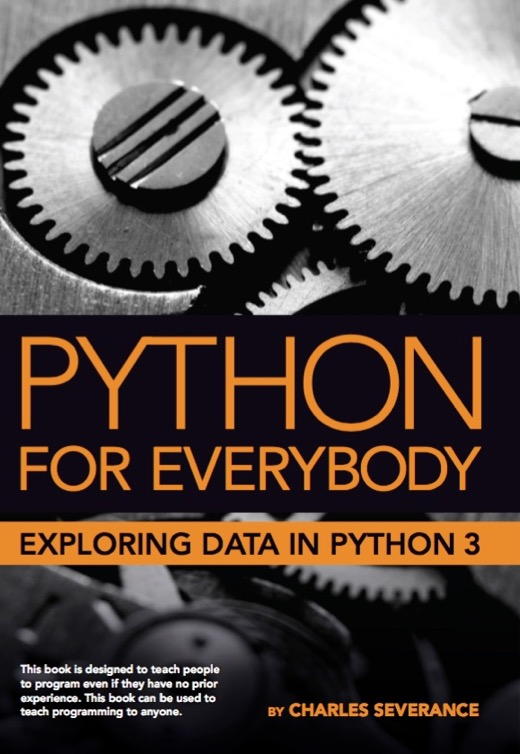 PYTHON
FOR EVERYBODY
EXPLORING DATA IN PYTHON 3
This book is designed to teach people
to program even if they have no prior
experience. This book can be used to
teach programming to anyone.
BY CHARLES SEVERANCE